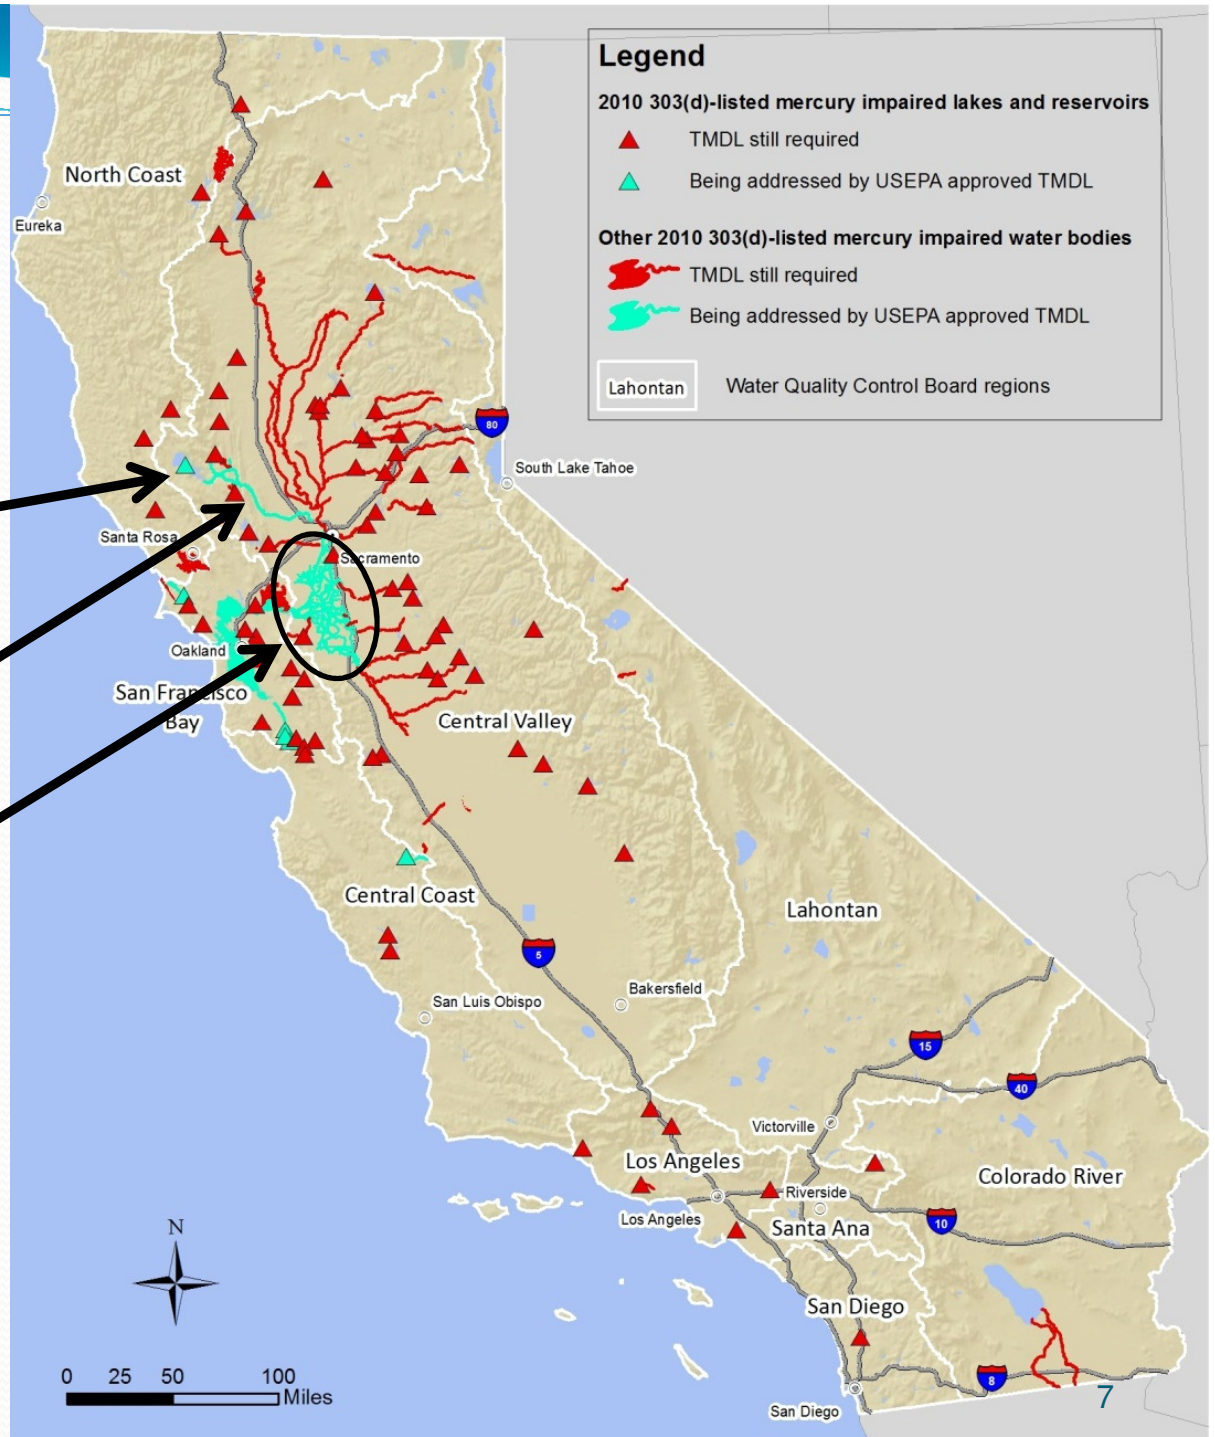 Legend
2010 303(d)-listed mercury impaired lakes and reservoirs
TMDL still required
Being addressed by USEPA approved TMDL
Other 2010 303(d)-listed mercury impaired water bodies
TMDL still required
Being addressed by USEPA approved TMDL
Lahontan Water Quality Control Board regions
North Coast
Eureka
80
South Lake Tahoe
Santa Rosa
Sacramento
Oakland
San Francisco
Bay
Central Valley
Central Coast
Lahontan
5
Bakersfield
San Luis Obispo
15
40
Victorville
Los Angeles
Colorado River
Riverside
Los Angeles
Santa Ana
10
N
San Diego
0 25 50 100
Miles
8
7
San Diego